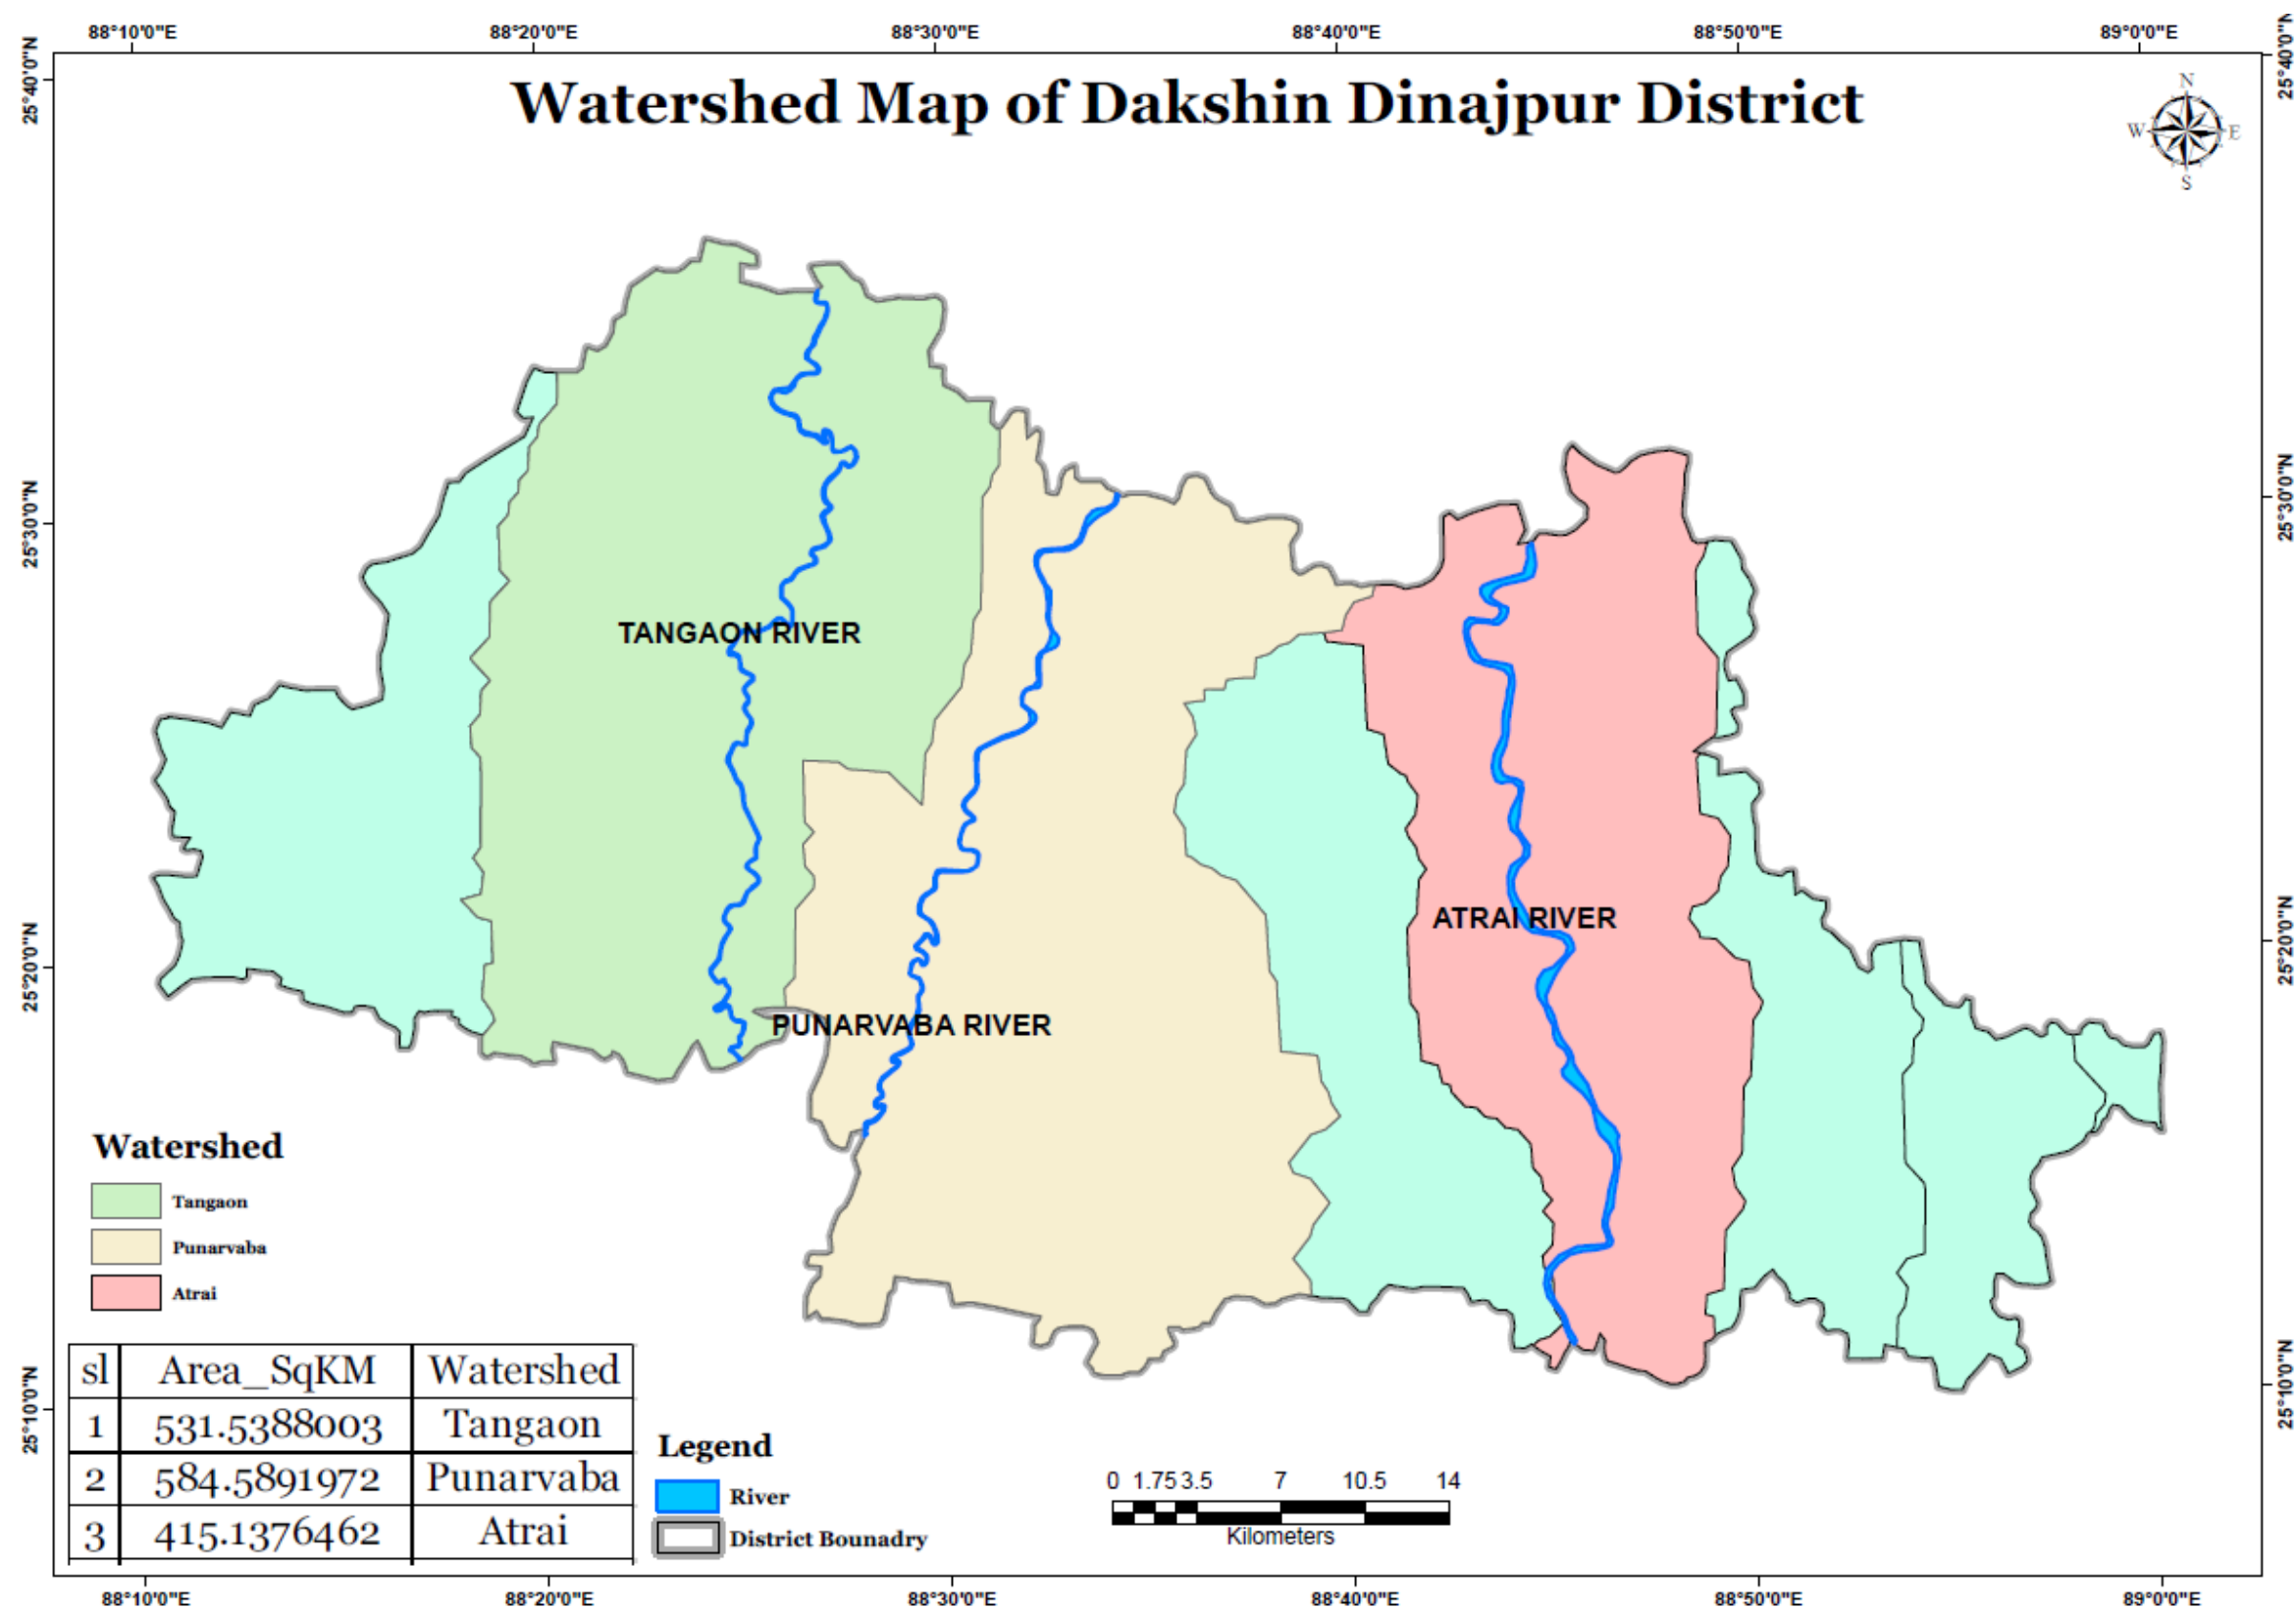 88°10'0"E 88°20'0"E 88°30'0"E 88°40'0"E 88°50'0"E 89°0'0"E
25°40'0"N 25°40'0"N
Watershed Map of Dakshin Dinajpur District
N
W E
S
25°30'0"N 25°30'0"N
TANGAON RIVER
ATRAI RIVER
25°20'0"N 25°20'0"N
PUNARVABA RIVER
Watershed
Tangaon
Punarvaba
Atrai
sl Area_SqKM Watershed
1 531.5388003 Tangaon
2 584.5891972 Punarvaba
3 415.1376462 Atrai
25°10'0"N 25°10'0"N
Legend
River
District Bounadry
0 1.75 3.5 7 10.5 14
Kilometers
88°10'0"E 88°20'0"E 88°30'0"E 88°40'0"E 88°50'0"E 89°0'0"E